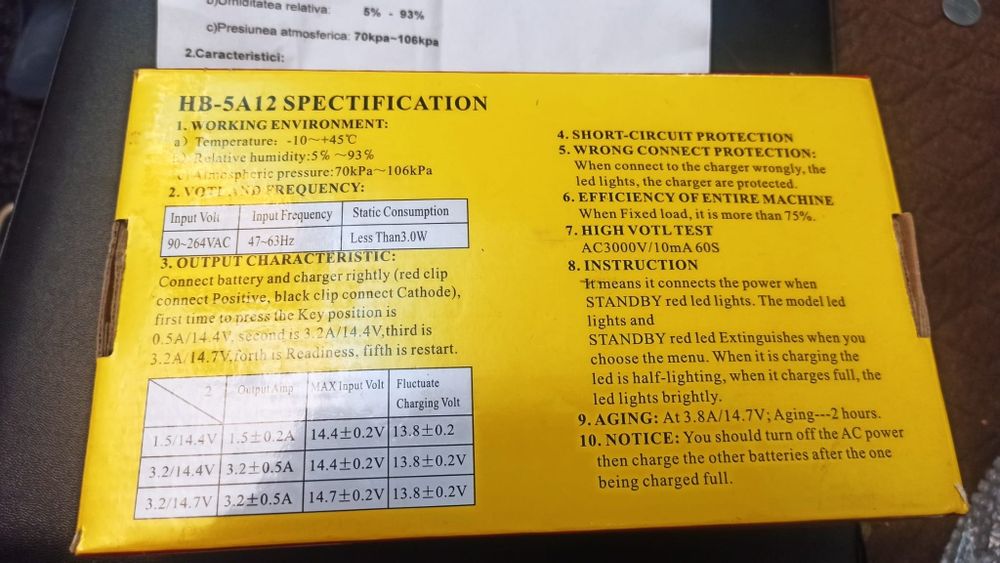 b)Umiditatea relativa: 5% - 93%
c)Presiunea atmosferica: 70kpa~106kpa
2.Caracteristici:
HB-5A12 SPECTIFICATION
1. WORKING ENVIRONMENT:
a) Temperature: -10~+45℃
b) Relative humidity:5% ~93%
c) Atmospheric pressure:70kPa~106kPa
2. VOTL AND FREQUENCY:
Input Volt Input Frequency Static Consumption
90~264VAC 47~63Hz Less Than3.0W
3. OUTPUT CHARACTERISTIC:
Connect battery and charger rightly (red clip
connect Positive, black clip connect Cathode),
first time to press the Key position is
0.5A/14.4V, second is 3.2A/14.4V,third is
3.2A/14.7V,forth is Readiness, fifth is restart.
2 Output Amp MAX Input Volt Fluctuate
Charging Volt
1.5/14.4V 1.5±0.2A 14.4±0.2V 13.8±0.2
3.2/14.4V 3.2±0.5A 14.4±0.2V 13.8±0.2V
3.2/14.7V 3.2±0.5A 14.7±0.2V 13.8±0.2V
4. SHORT-CIRCUIT PROTECTION
5. WRONG CONNECT PROTECTION:
When connect to the charger wrongly, the
led lights, the charger are protected.
6. EFFICIENCY OF ENTIRE MACHINE
When Fixed load, it is more than 75%.
7. HIGH VOTL TEST
AC3000V/10mA 60S
8. INSTRUCTION
It means it connects the power when
STANDBY red led lights. The model led
lights and
STANDBY red led Extinguishes when you
choose the menu. When it is charging the
led is half-lighting, when it charges full, the
led lights brightly.
9. AGING: At 3.8A/14.7V; Aging---2 hours.
10. NOTICE: You should turn off the AC power
then charge the other batteries after the one
being charged full.